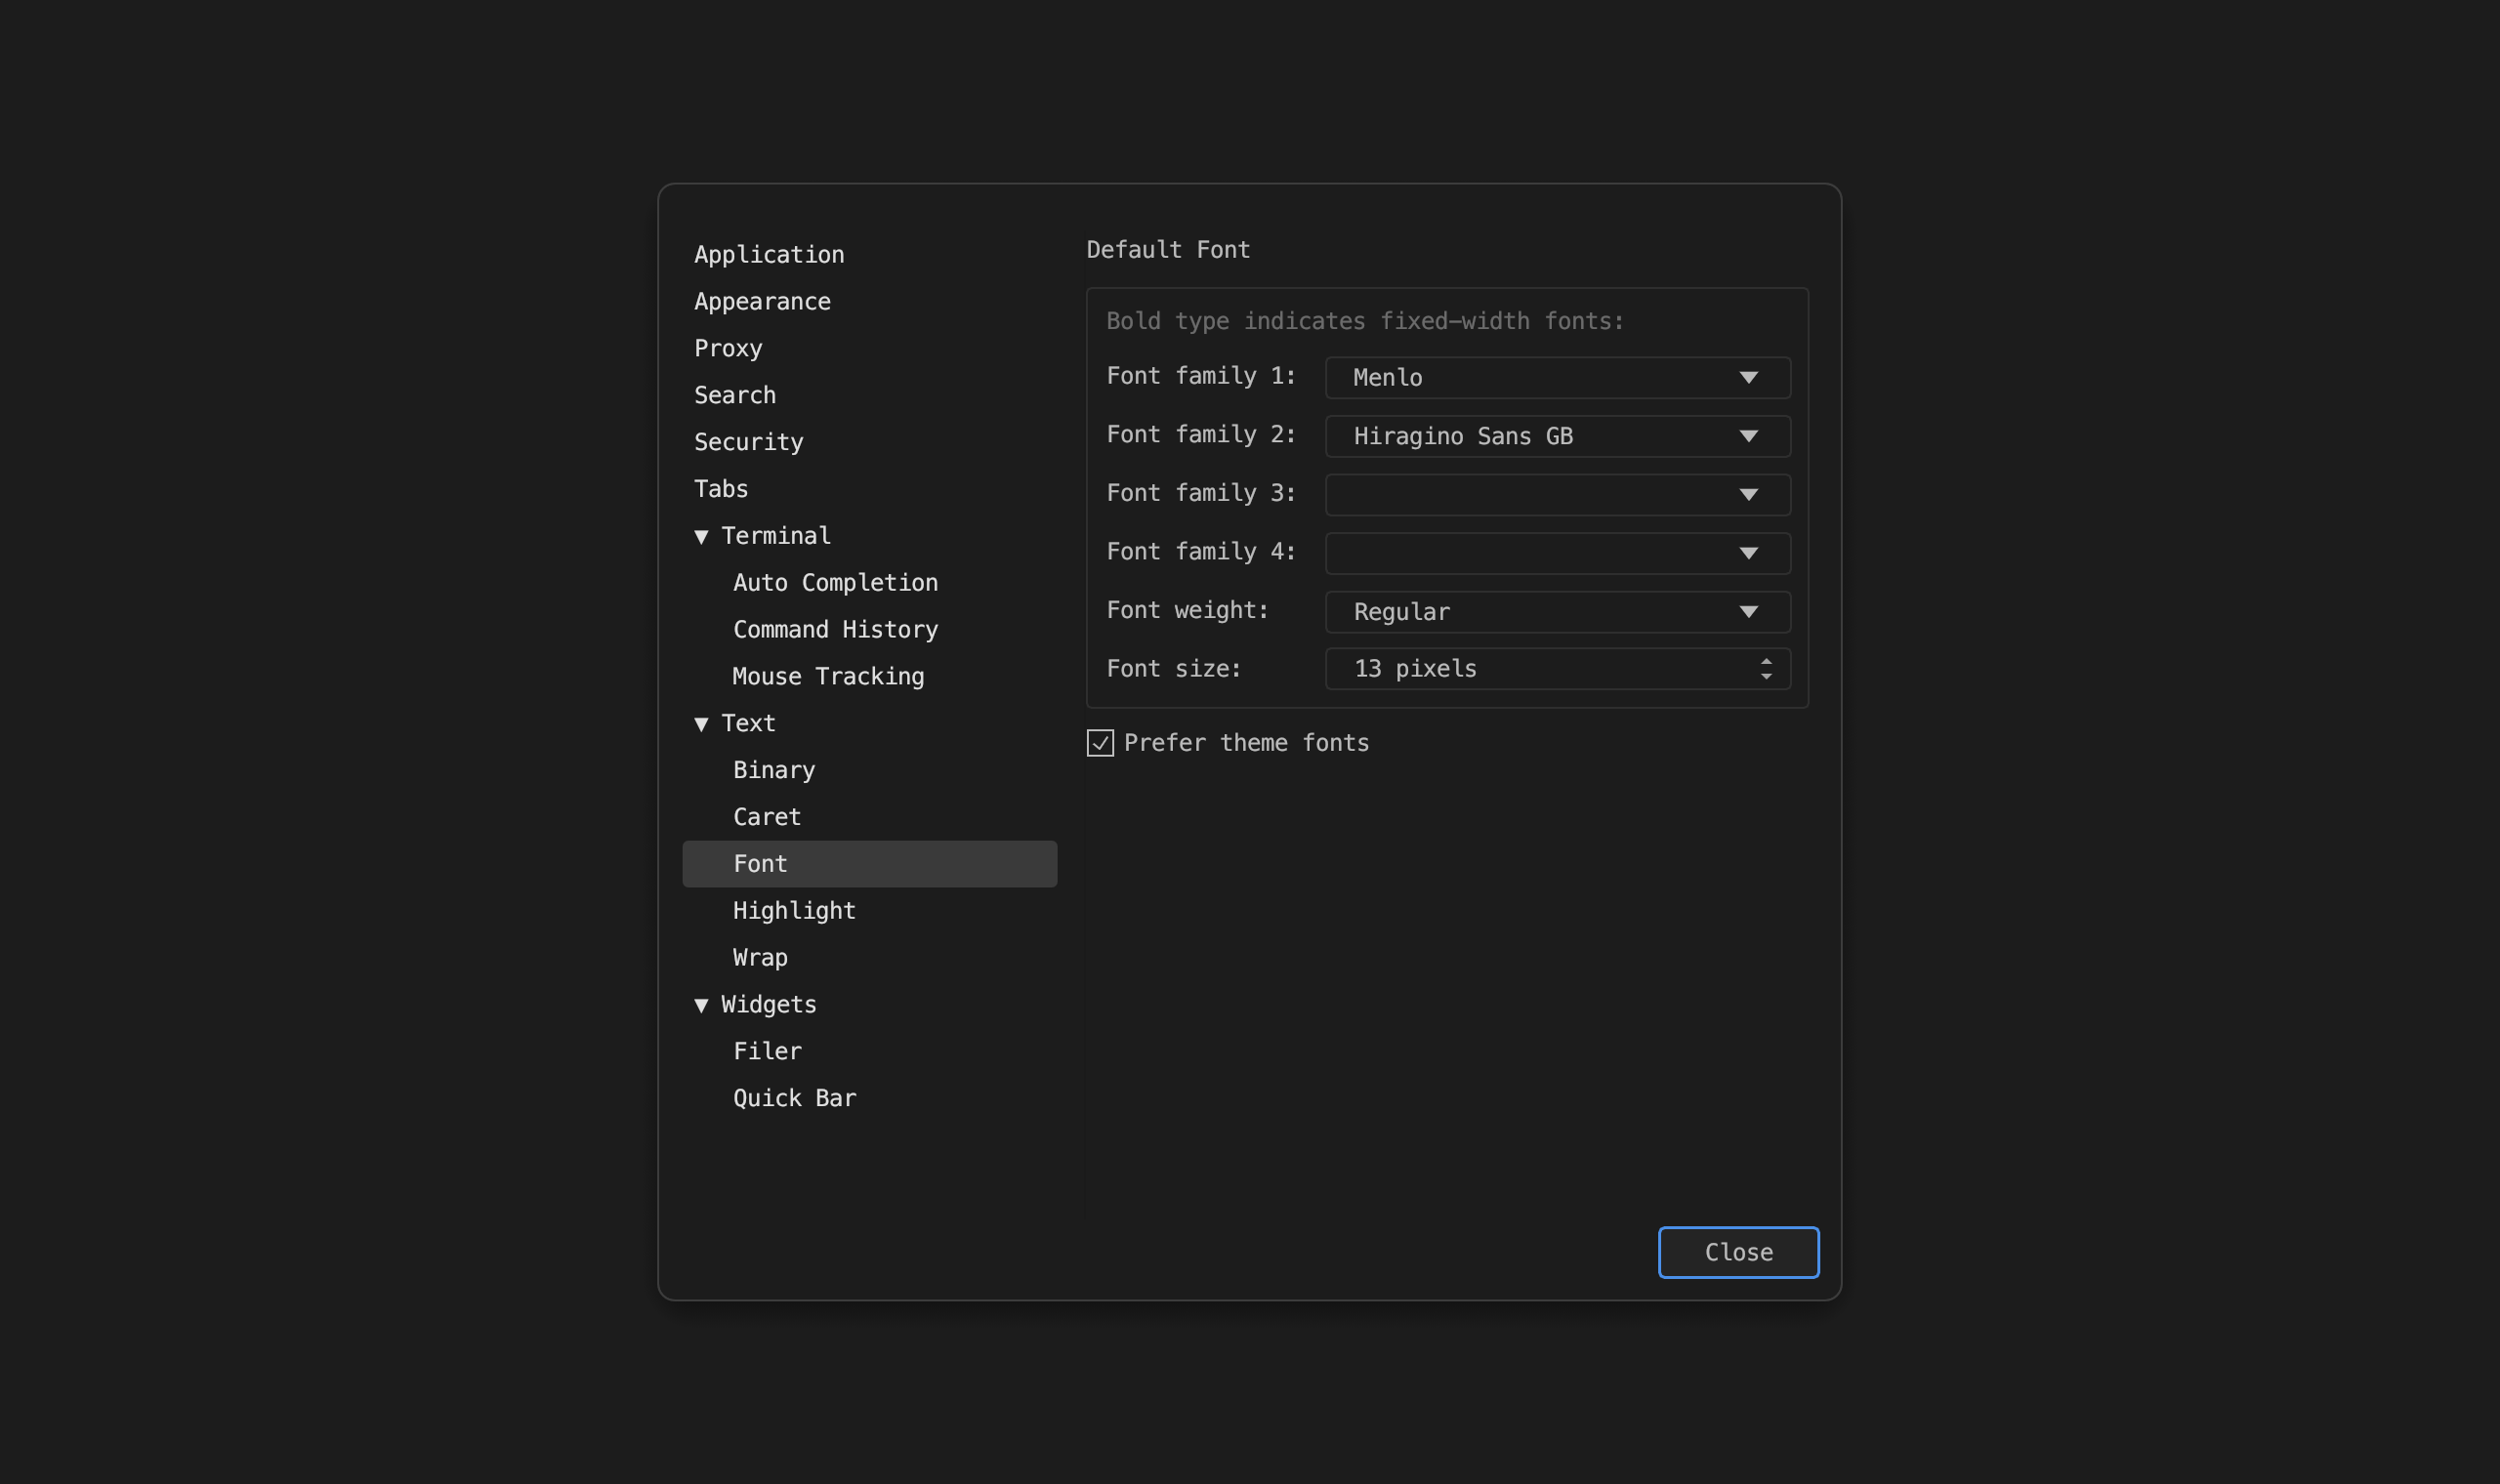 Application
Appearance
Proxy
Search
Security
Tabs
▼ Terminal
Auto Completion
Command History
Mouse Tracking
▼ Text
Binary
Caret
Font
Highlight
Wrap
▼ Widgets
Filer
Quick Bar
Default Font
Bold type indicates fixed-width fonts:
Font family 1: Menlo
Font family 2: Hiragino Sans GB
Font family 3:
Font family 4:
Font weight: Regular
Font size: 13 pixels
Prefer theme fonts
Close